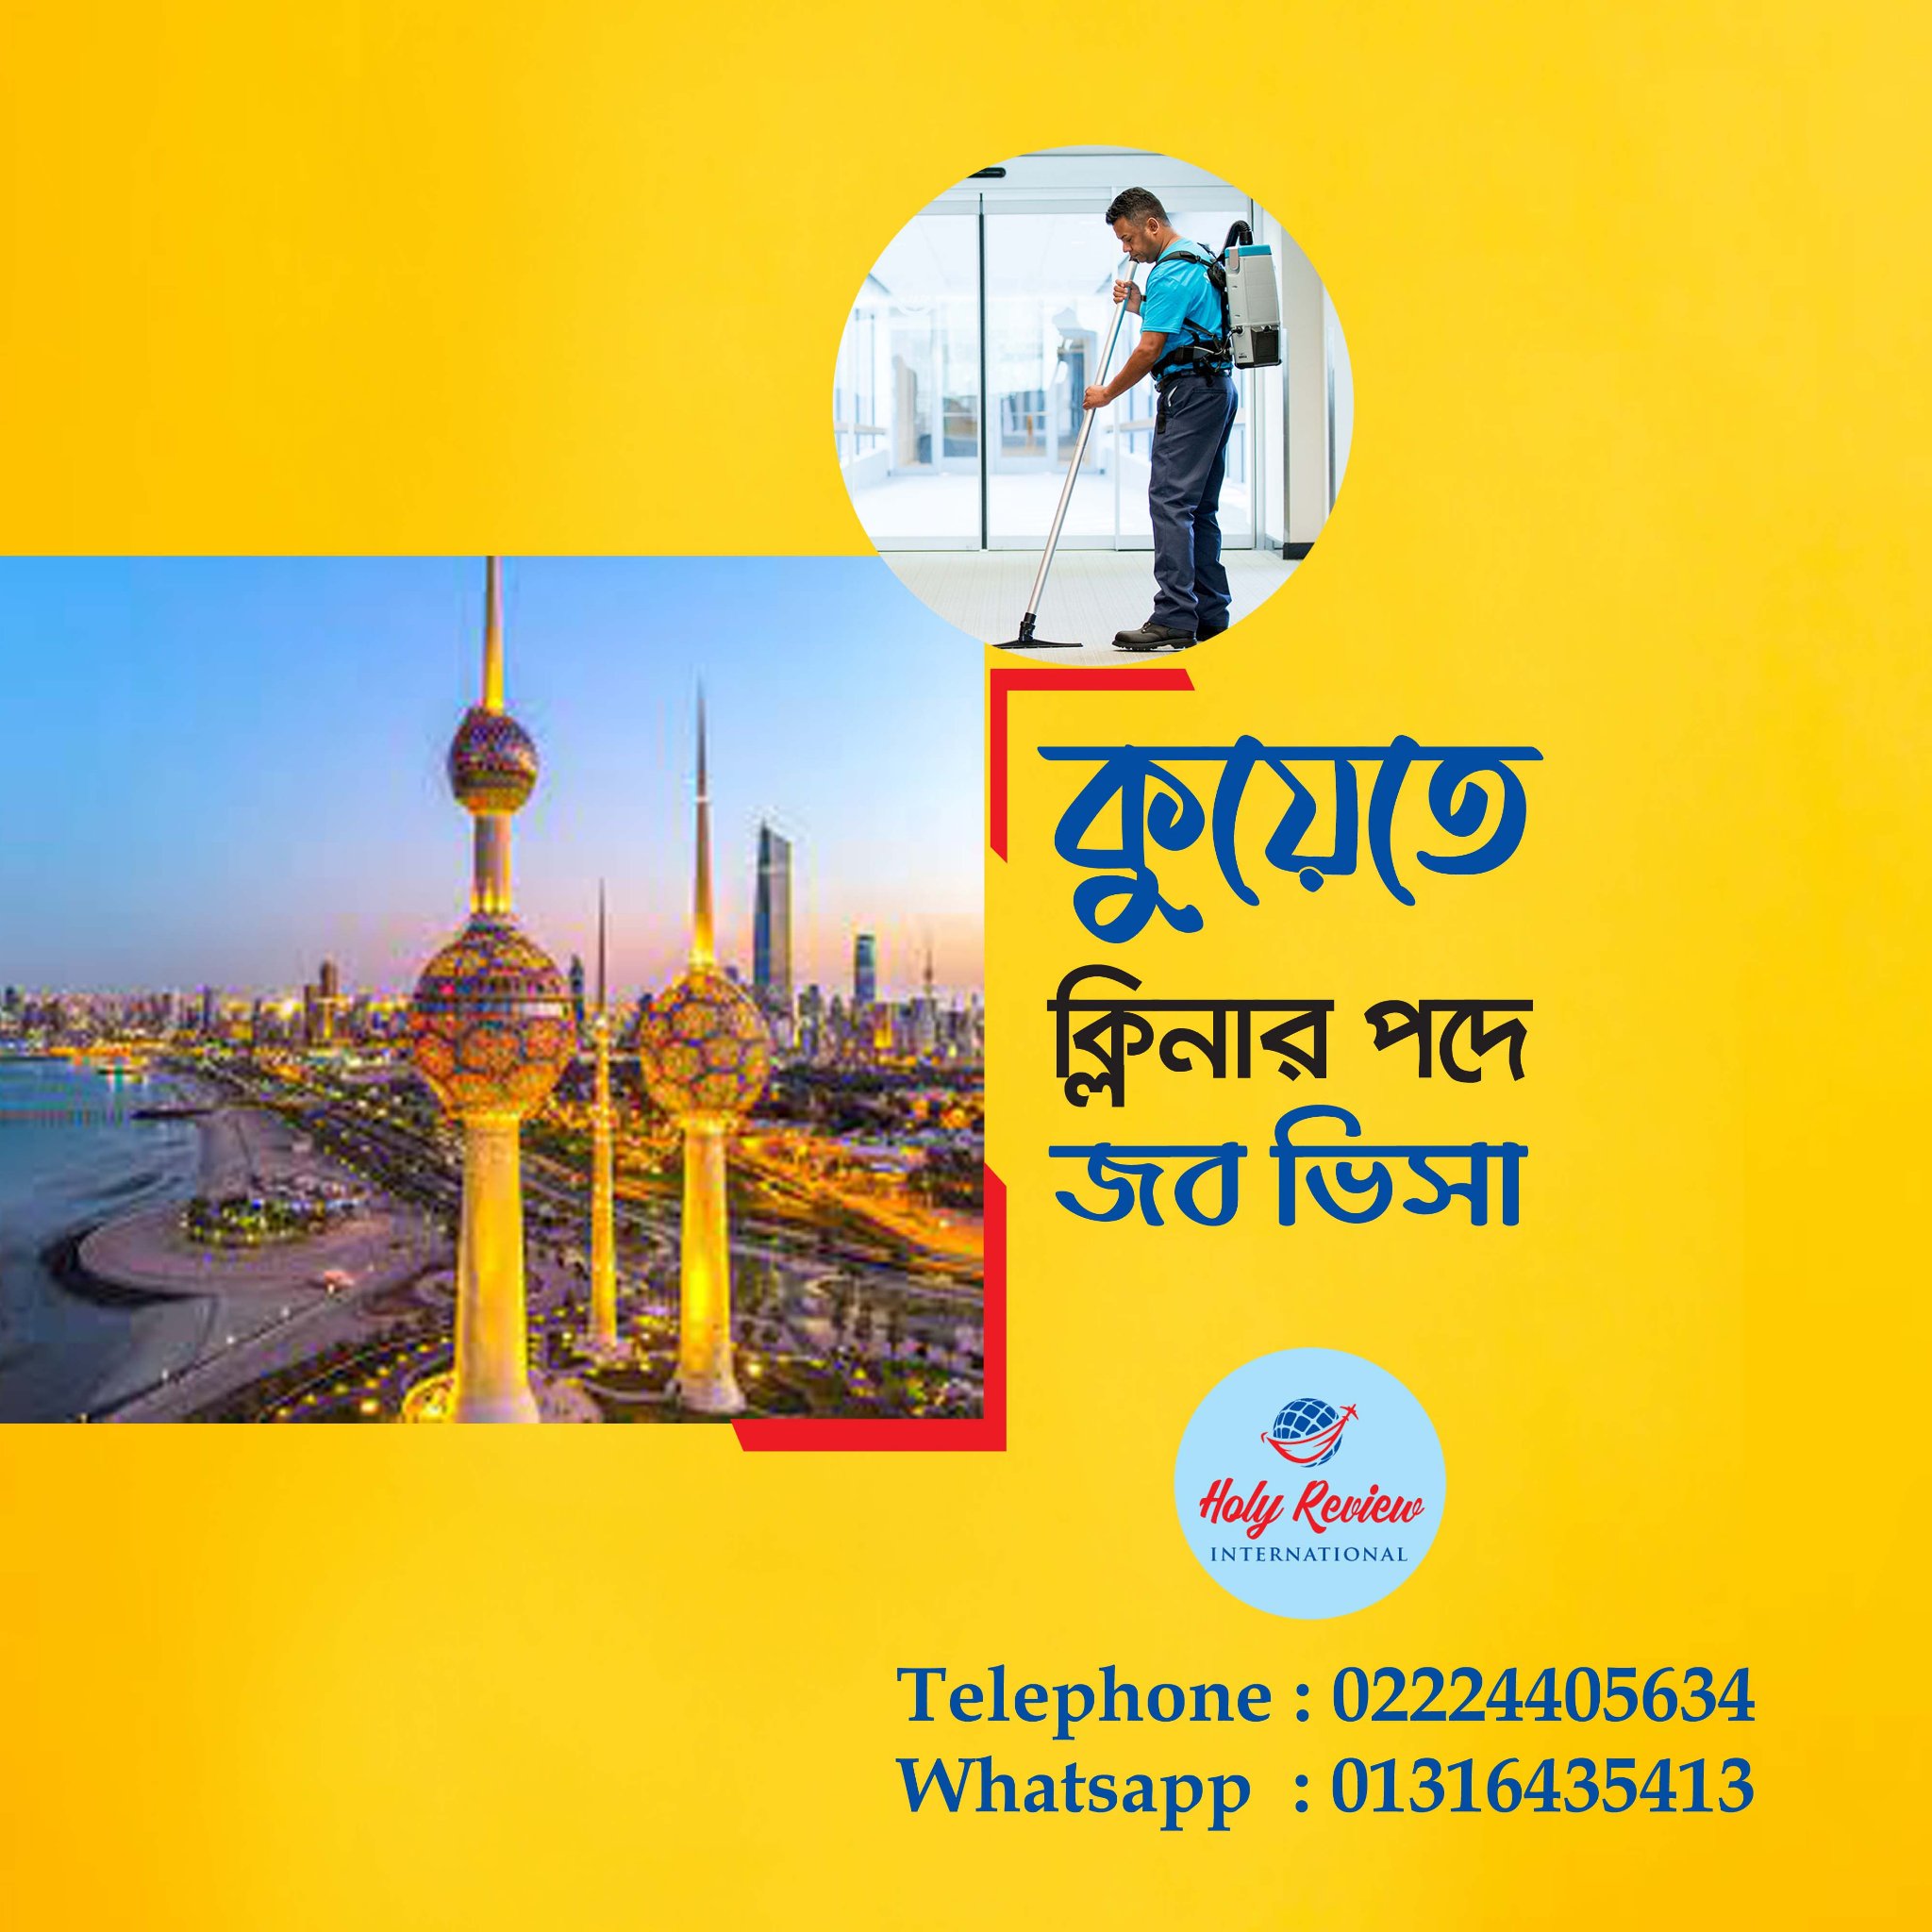 কুয়েতে
ক্লিনার পদে
জব ভিসা
Holy Review
INTERNATIONAL
Telephone : 02224405634
Whatsapp : 01316435413